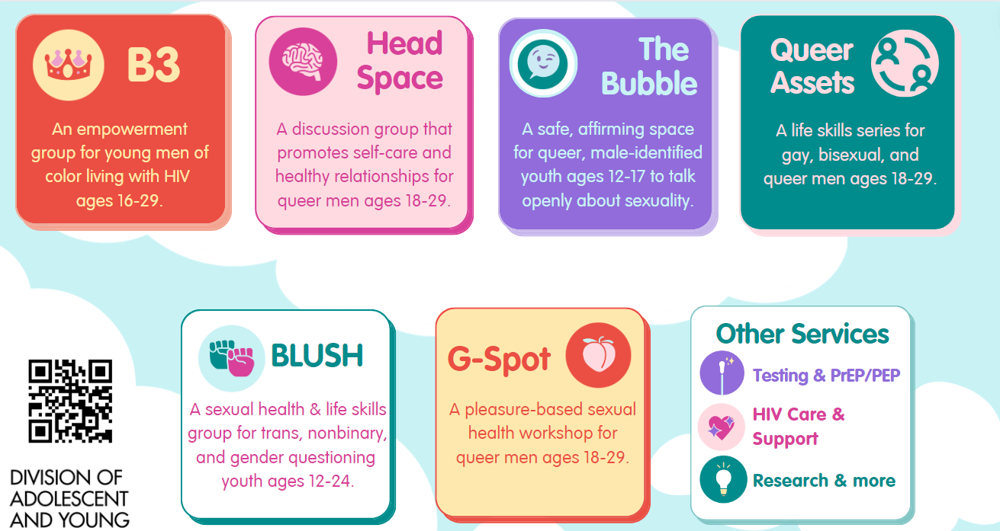 B3
An empowerment
group for young men of
color living with HIV
ages 16-29.
Head
Space
A discussion group that
promotes self-care and
healthy relationships for
queer men ages 18-29.
The
Bubble
A safe, affirming space
for queer, male-identified
youth ages 12-17 to talk
openly about sexuality.
Queer
Assets
A life skills series for
gay, bisexual, and
queer men ages 18-29.
BLUSH
A sexual health & life skills
group for trans, nonbinary,
and gender questioning
youth ages 12-24.
G-Spot
A pleasure-based sexual
health workshop for
queer men ages 18-29.
Other Services
Testing & PrEP/PEP
HIV Care &
Support
Research & more
DIVISION OF
ADOLESCENT
AND YOUNG